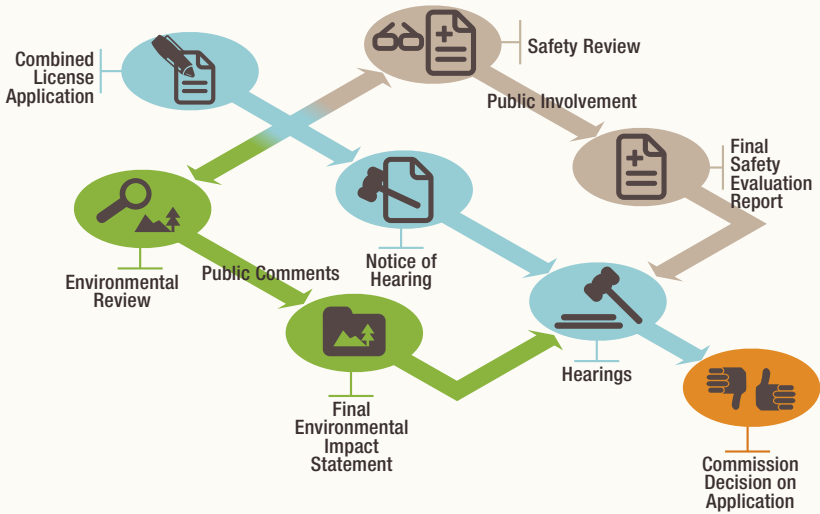 Combined
License
Application
Safety Review
Public Involvement
Final
Safety
Evaluation
Report
Environmental
Review
Public Comments
Notice of
Hearing
Hearings
Final
Environmental
Impact
Statement
Commission
Decision on
Application